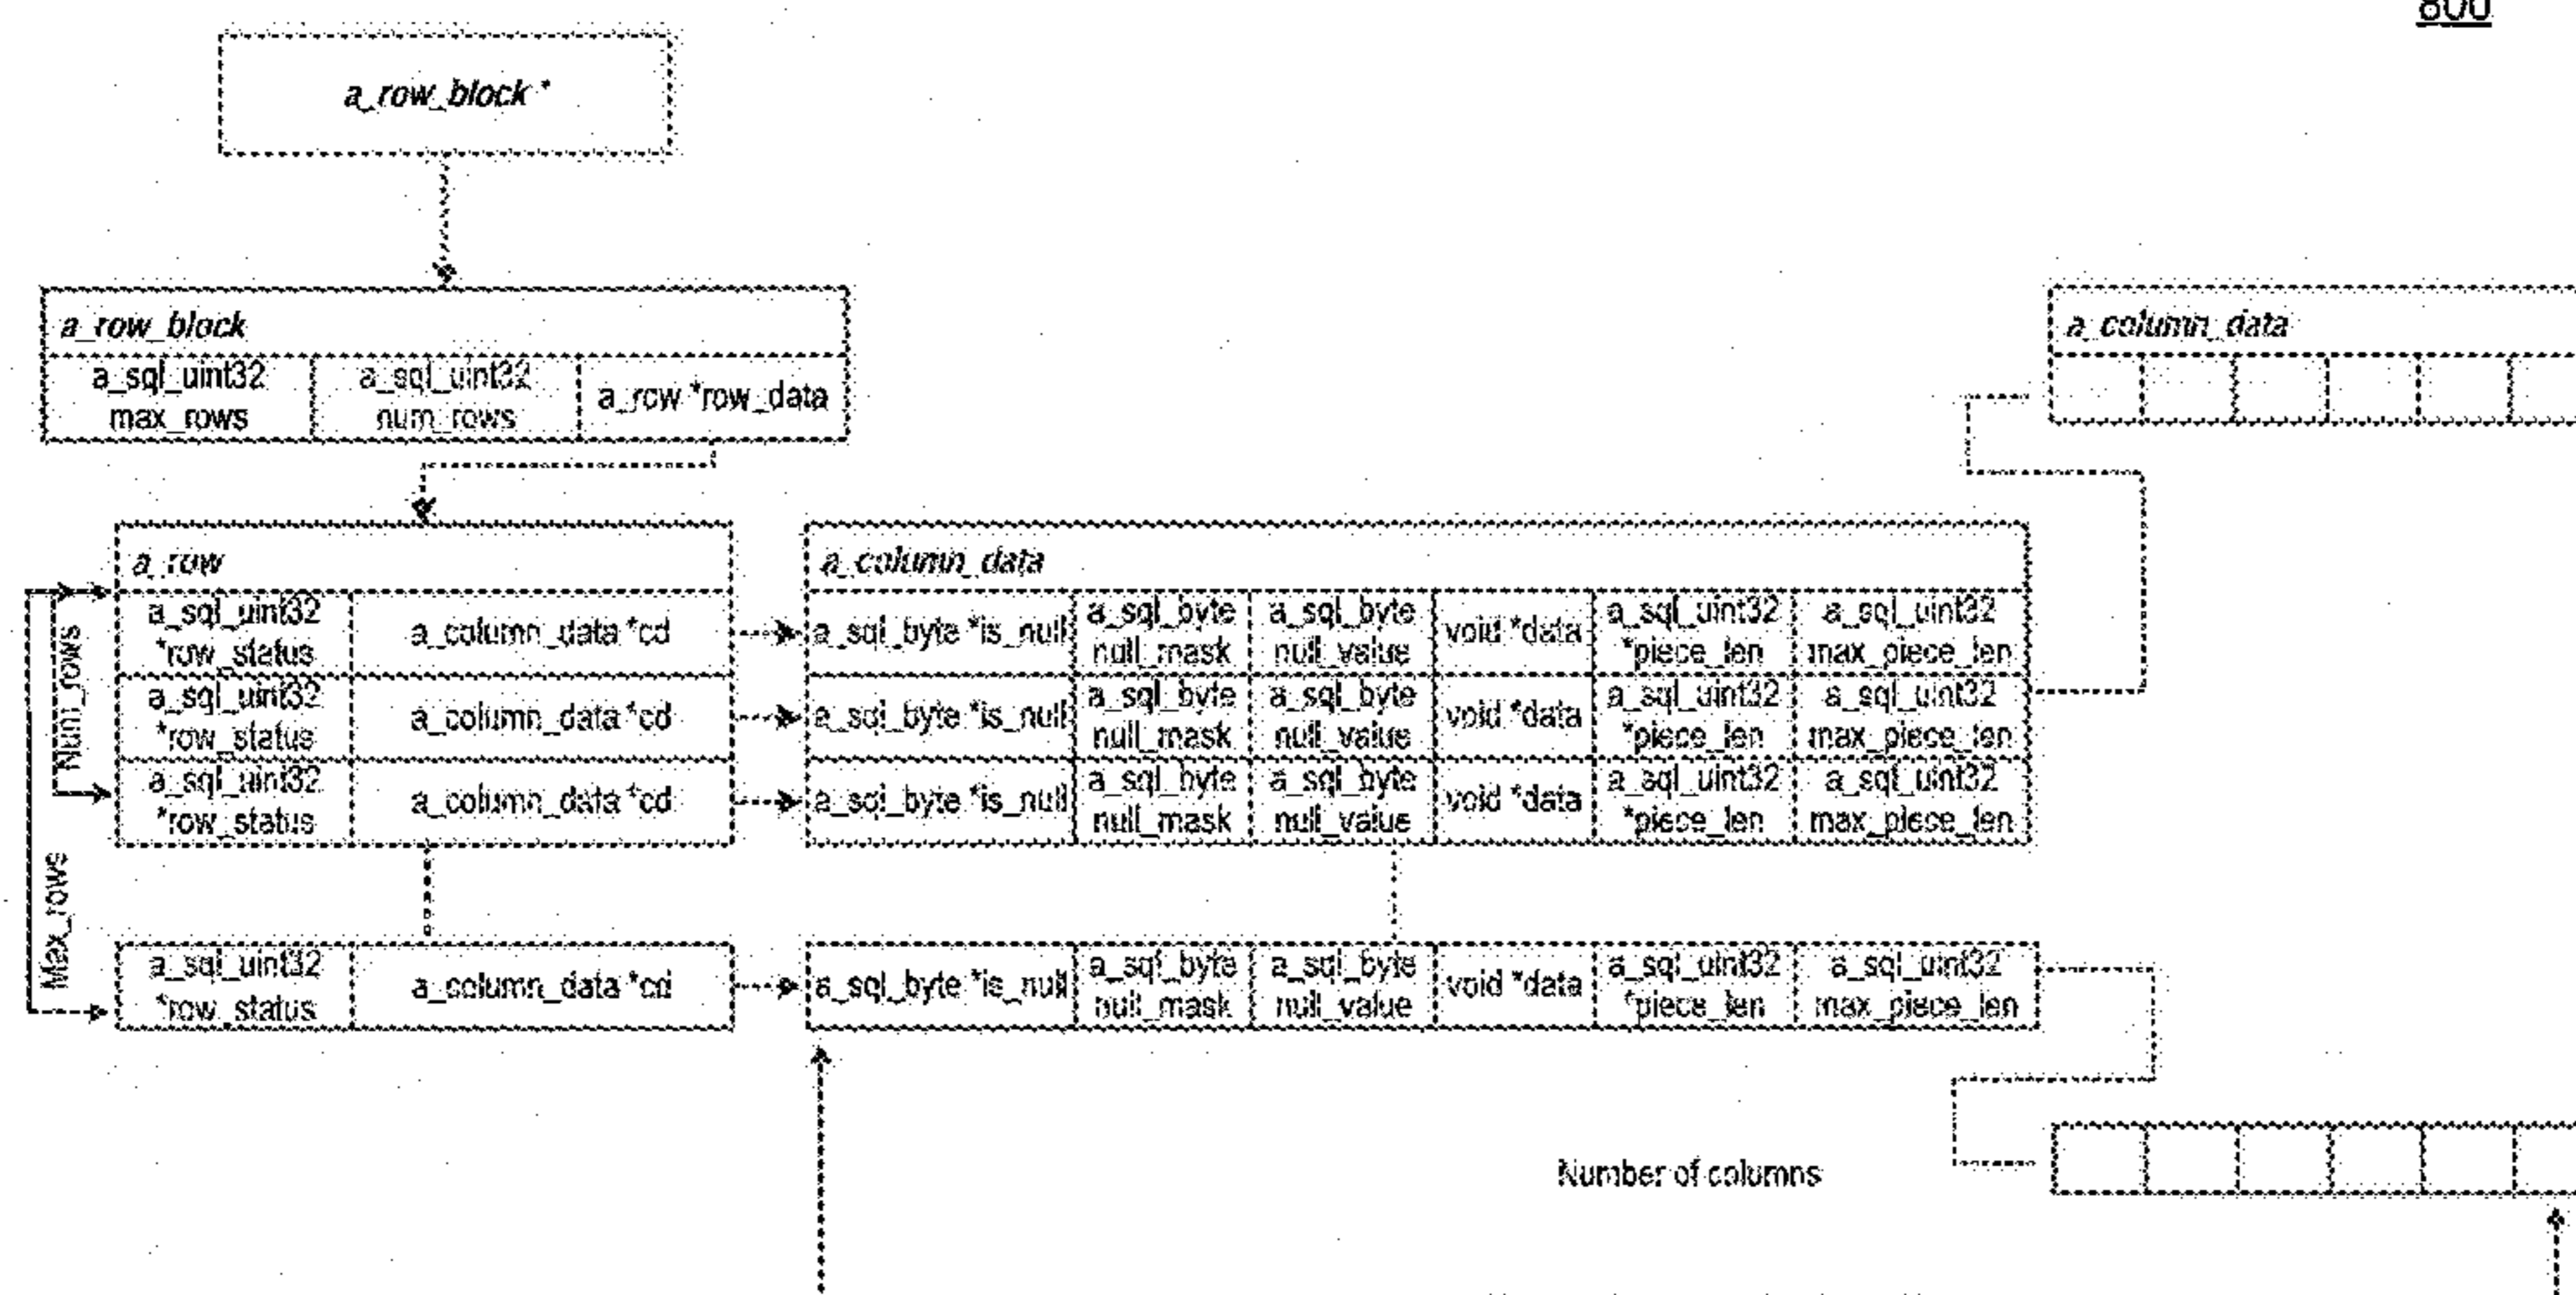 800
a_row_block *
a_row_block
a_sql_uint32 max_rows
a_sql_uint32 num_rows
a_row *row_data
a_column_data
a_row
a_sql_uint32 *row_status
a_column_data *cd
a_sql_uint32 *row_status
a_column_data *cd
a_sql_uint32 *row_status
a_column_data *cd
Num_rows
Max_rows
a_sql_uint32 *row_status
a_column_data *cd
a_column_data
a_sql_byte *is_null
a_sql_byte null_mask
a_sql_byte null_value
void *data
a_sql_uint32 *piece_len
a_sql_uint32 max_piece_len
a_sql_byte *is_null
a_sql_byte null_mask
a_sql_byte null_value
void *data
a_sql_uint32 *piece_len
a_sql_uint32 max_piece_len
a_sql_byte *is_null
a_sql_byte null_mask
a_sql_byte null_value
void *data
a_sql_uint32 *piece_len
a_sql_uint32 max_piece_len
a_sql_byte *is_null
a_sql_byte null_mask
a_sql_byte null_value
void *data
a_sql_uint32 *piece_len
a_sql_uint32 max_piece_len
Number of columns